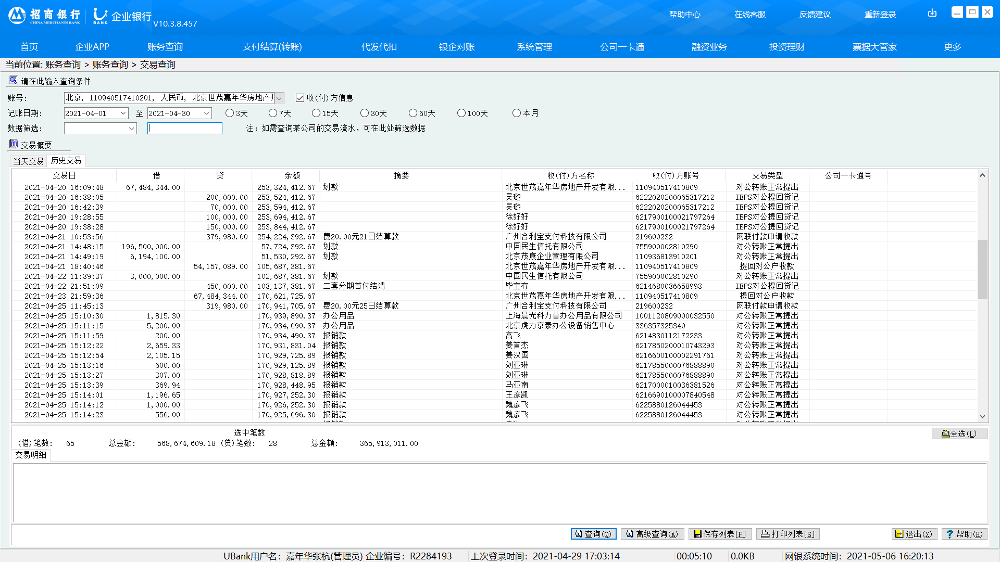 招商银行 CHINA MERCHANTS BANK U BANK 企业银行 V10.3.8.457 帮助中心 在线客服 反馈建议 重新登录
首页 企业APP 账务查询 支付结算(转账) 代发代扣 银企对账 系统管理 公司一卡通 融资业务 投资理财 票据大管家 更多
当前位置: 账务查询 > 账务查询 > 交易查询
请在此输入查询条件
账号: 北京, 110940517410201, 人民币, 北京世茂嘉年华房地产 收(付)方信息
记账日期: 2021-04-01 至 2021-04-30 3天 7天 15天 30天 60天 100天 本月
数据筛选: 注：如需查询某公司的交易流水，可在此处筛选数据
交易概要
当天交易 历史交易
交易日 借 贷 余额 摘要 收(付)方名称 收(付)方账号 交易类型 公司一卡通号
2021-04-20 16:09:48 67,484,344.00 253,324,412.67 划款 北京世茂嘉年华房地产开发有限... 110940517410809 对公转账正常提出
2021-04-20 16:38:05 200,000.00 253,524,412.67 吴璇 6222020200065317212 IBPS对公提回贷记
2021-04-20 16:42:39 70,000.00 253,594,412.67 吴璇 6222020200065317212 IBPS对公提回贷记
2021-04-20 19:28:55 100,000.00 253,694,412.67 徐好好 6217900100021797264 IBPS对公提回贷记
2021-04-20 19:38:28 150,000.00 253,844,412.67 徐好好 6217900100021797264 IBPS对公提回贷记
2021-04-21 10:53:56 379,980.00 254,224,392.67 费20.00元21日结算款 广州合利宝支付科技有限公司 219600232 网联付款申请收款
2021-04-21 14:48:15 196,500,000.00 57,724,392.67 划款 中国民生信托有限公司 755900002810290 对公转账正常提出
2021-04-21 14:49:19 6,194,100.00 51,530,292.67 划款 北京茂康企业管理有限公司 110936813910201 对公转账正常提出
2021-04-21 18:40:46 54,157,089.00 105,687,381.67 北京世茂嘉年华房地产开发有限... 110940517410809 提回对公户收款
2021-04-22 11:39:37 3,000,000.00 102,687,381.67 划款 中国民生信托有限公司 755900002810290 对公转账正常提出
2021-04-22 21:51:09 450,000.00 103,137,381.67 二套分期首付结清 毕宝存 6214680036658993 IBPS对公提回贷记
2021-04-23 21:59:36 67,484,344.00 170,621,725.67 北京世茂嘉年华房地产开发有限... 110940517410809 提回对公户收款
2021-04-25 11:45:13 319,980.00 170,941,705.67 费20.00元25日结算款 广州合利宝支付科技有限公司 219600232 网联付款申请收款
2021-04-25 15:10:30 1,815.30 170,939,890.37 办公用品 上海晨光科力普办公用品有限公司 1001120809000032550 对公转账正常提出
2021-04-25 15:11:15 5,200.00 170,934,690.37 办公用品 北京虎力京泰办公设备销售中心 336357325340 对公转账正常提出
2021-04-25 15:11:59 200.00 170,934,490.37 报销款 高飞 6214830112172233 对公转账正常提出
2021-04-25 15:12:22 2,659.33 170,931,831.04 报销款 姜首杰 6217850200010743293 对公转账正常提出
2021-04-25 15:12:54 2,105.15 170,929,725.89 报销款 姜汉国 6216600100002291761 对公转账正常提出
2021-04-25 15:13:16 600.00 170,929,125.89 报销款 刘亚琳 6217855000076888890 对公转账正常提出
2021-04-25 15:13:27 307.00 170,928,818.89 报销款 刘亚琳 6217855000076888890 对公转账正常提出
2021-04-25 15:13:39 369.94 170,928,448.95 报销款 马亚南 6217000010036381526 对公转账正常提出
2021-04-25 15:14:01 1,196.65 170,927,252.30 报销款 王彦凯 6216690100007840548 对公转账正常提出
2021-04-25 15:14:12 1,000.00 170,926,252.30 报销款 魏彦飞 6225880126044453 对公转账正常提出
2021-04-25 15:14:23 556.00 170,925,696.30 报销款 魏彦飞 6225880126044453 对公转账正常提出
选中笔数 全选(L)
(借)笔数: 65 总金额: 568,674,609.18 (贷)笔数: 28 总金额: 365,913,011.00
交易明细
查询(Q) 高级查询(A) 保存列表[P] 打印列表[S] 退出(X) 帮助(H)
UBank用户名：嘉年华张杭(管理员) 企业编号：R2284193 上次登录时间：2021-04-29 17:03:14 00:05:10 0.0KB 网银系统时间：2021-05-06 16:20:13